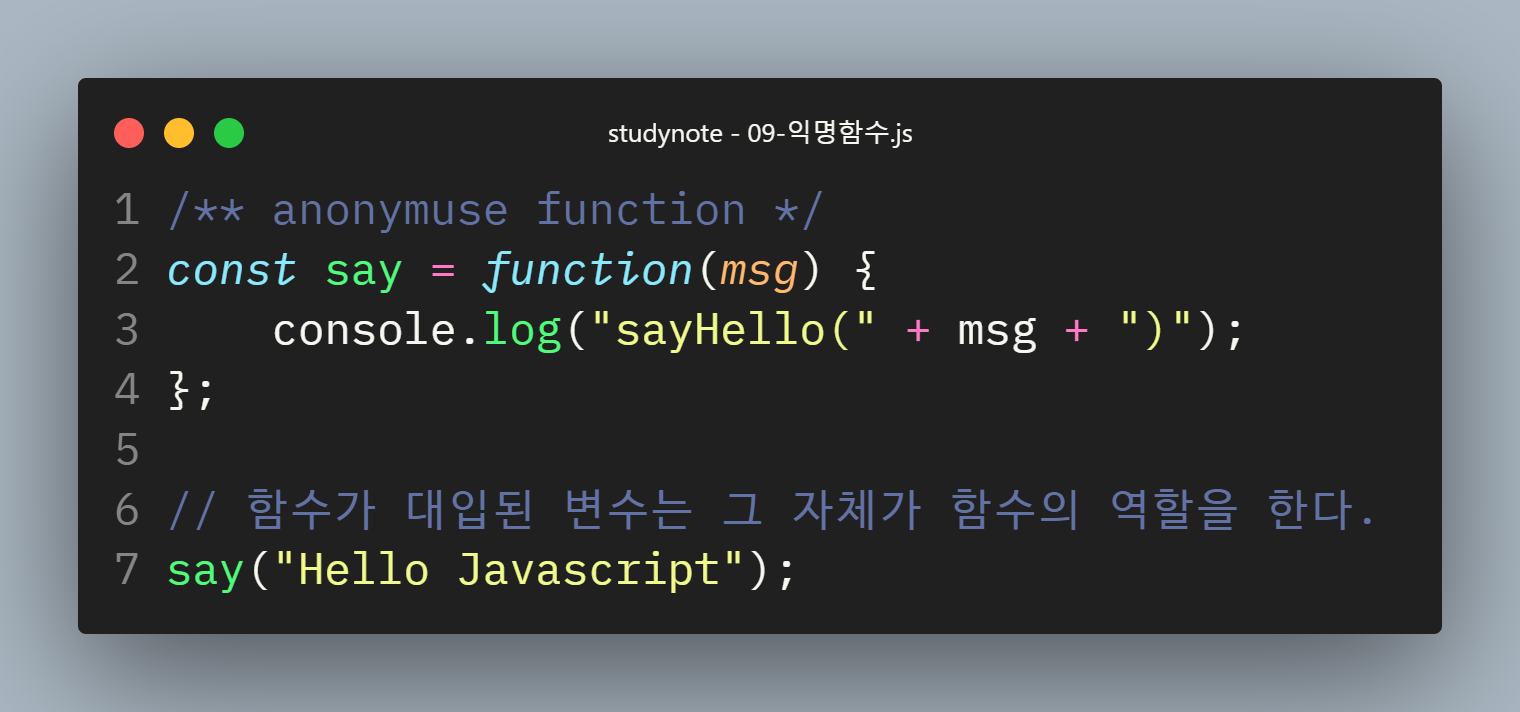 studynote - 09-익명함수.js
1 /** anonymuse function */
2 const say = function(msg) {
3     console.log("sayHello(" + msg + ")");
4 };
5
6 // 함수가 대입된 변수는 그 자체가 함수의 역할을 한다.
7 say("Hello Javascript");